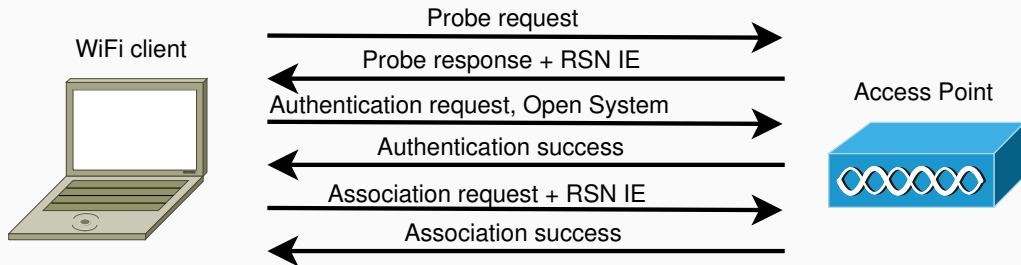 Probe request
WiFi client
Probe response + RSN IE
Access Point
Authentication request, Open System
Authentication success
Association request + RSN IE
Association success